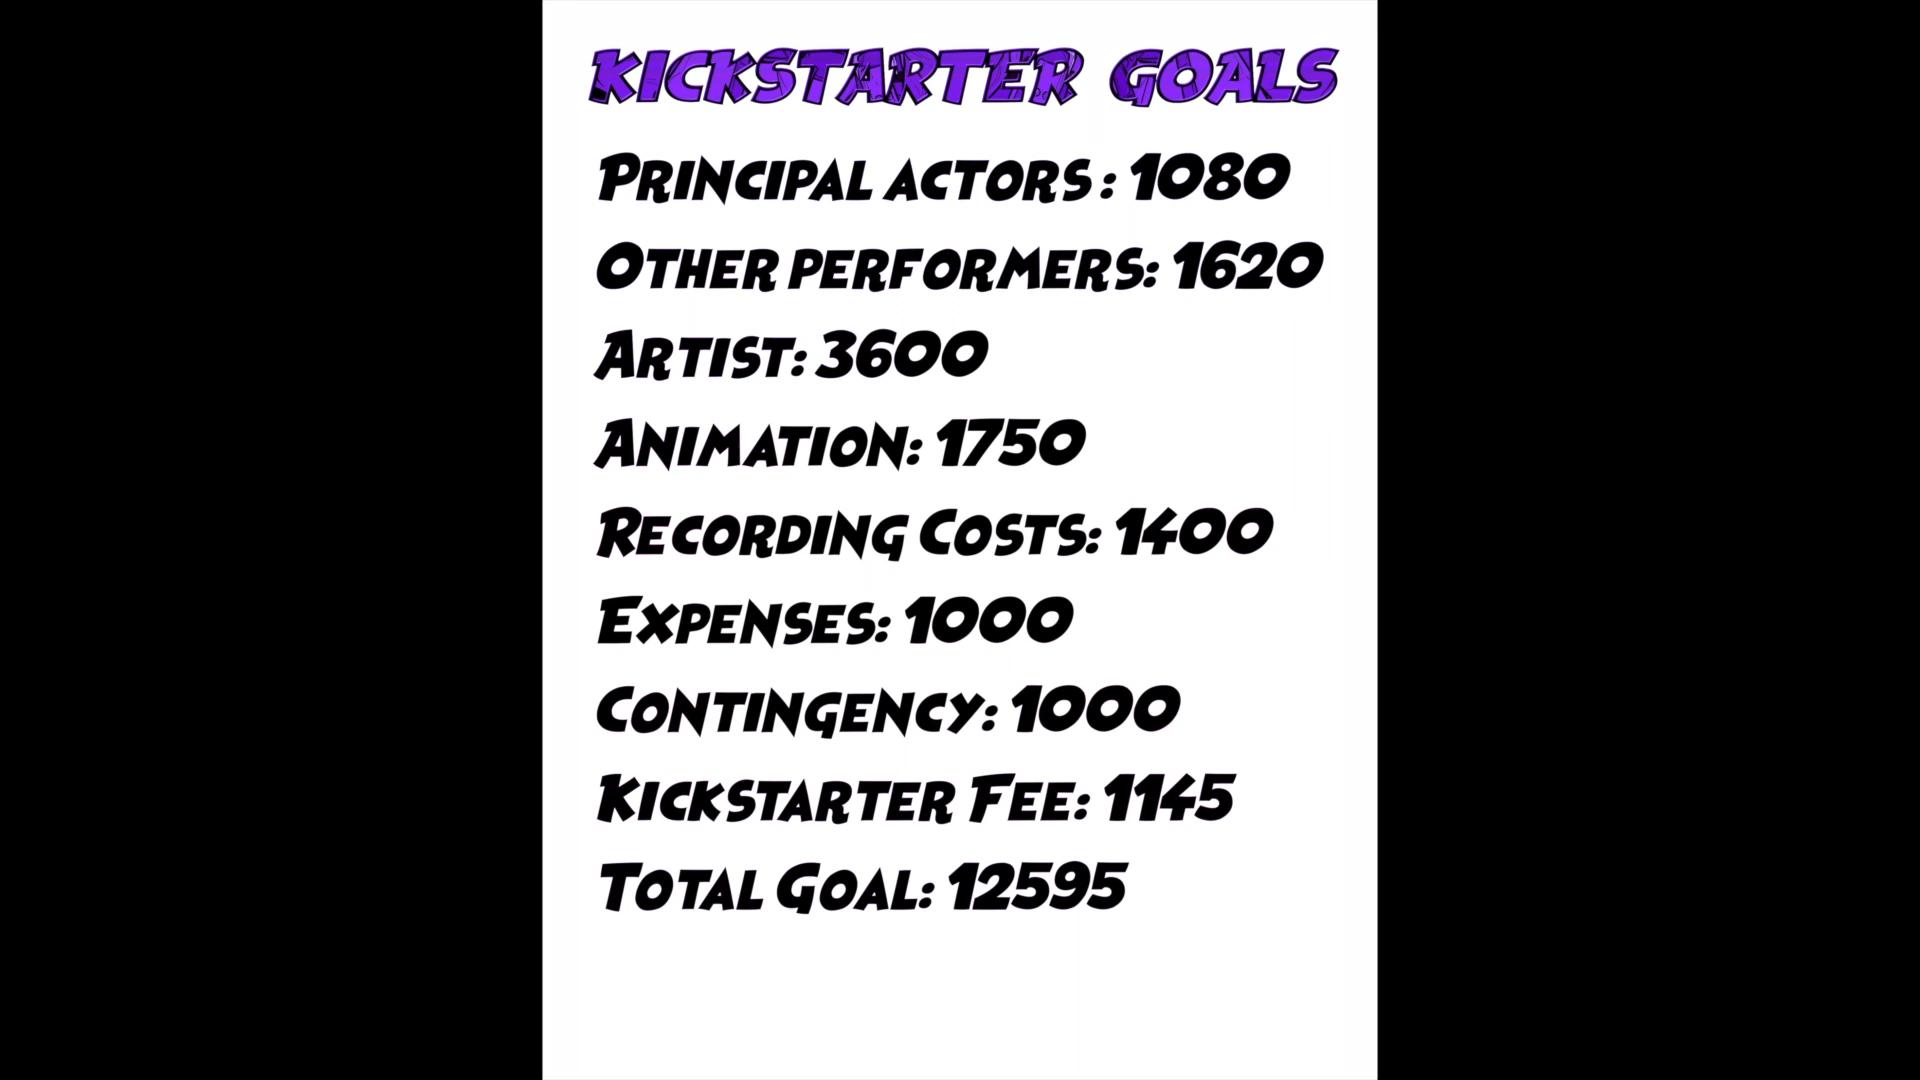 KICKSTARTER GOALS
PRINCIPAL ACTORS : 1080
OTHER PERFORMERS: 1620
ARTIST: 3600
ANIMATION: 1750
RECORDING COSTS: 1400
EXPENSES: 1000
CONTINGENCY: 1000
KICKSTARTER FEE: 1145
TOTAL GOAL: 12595